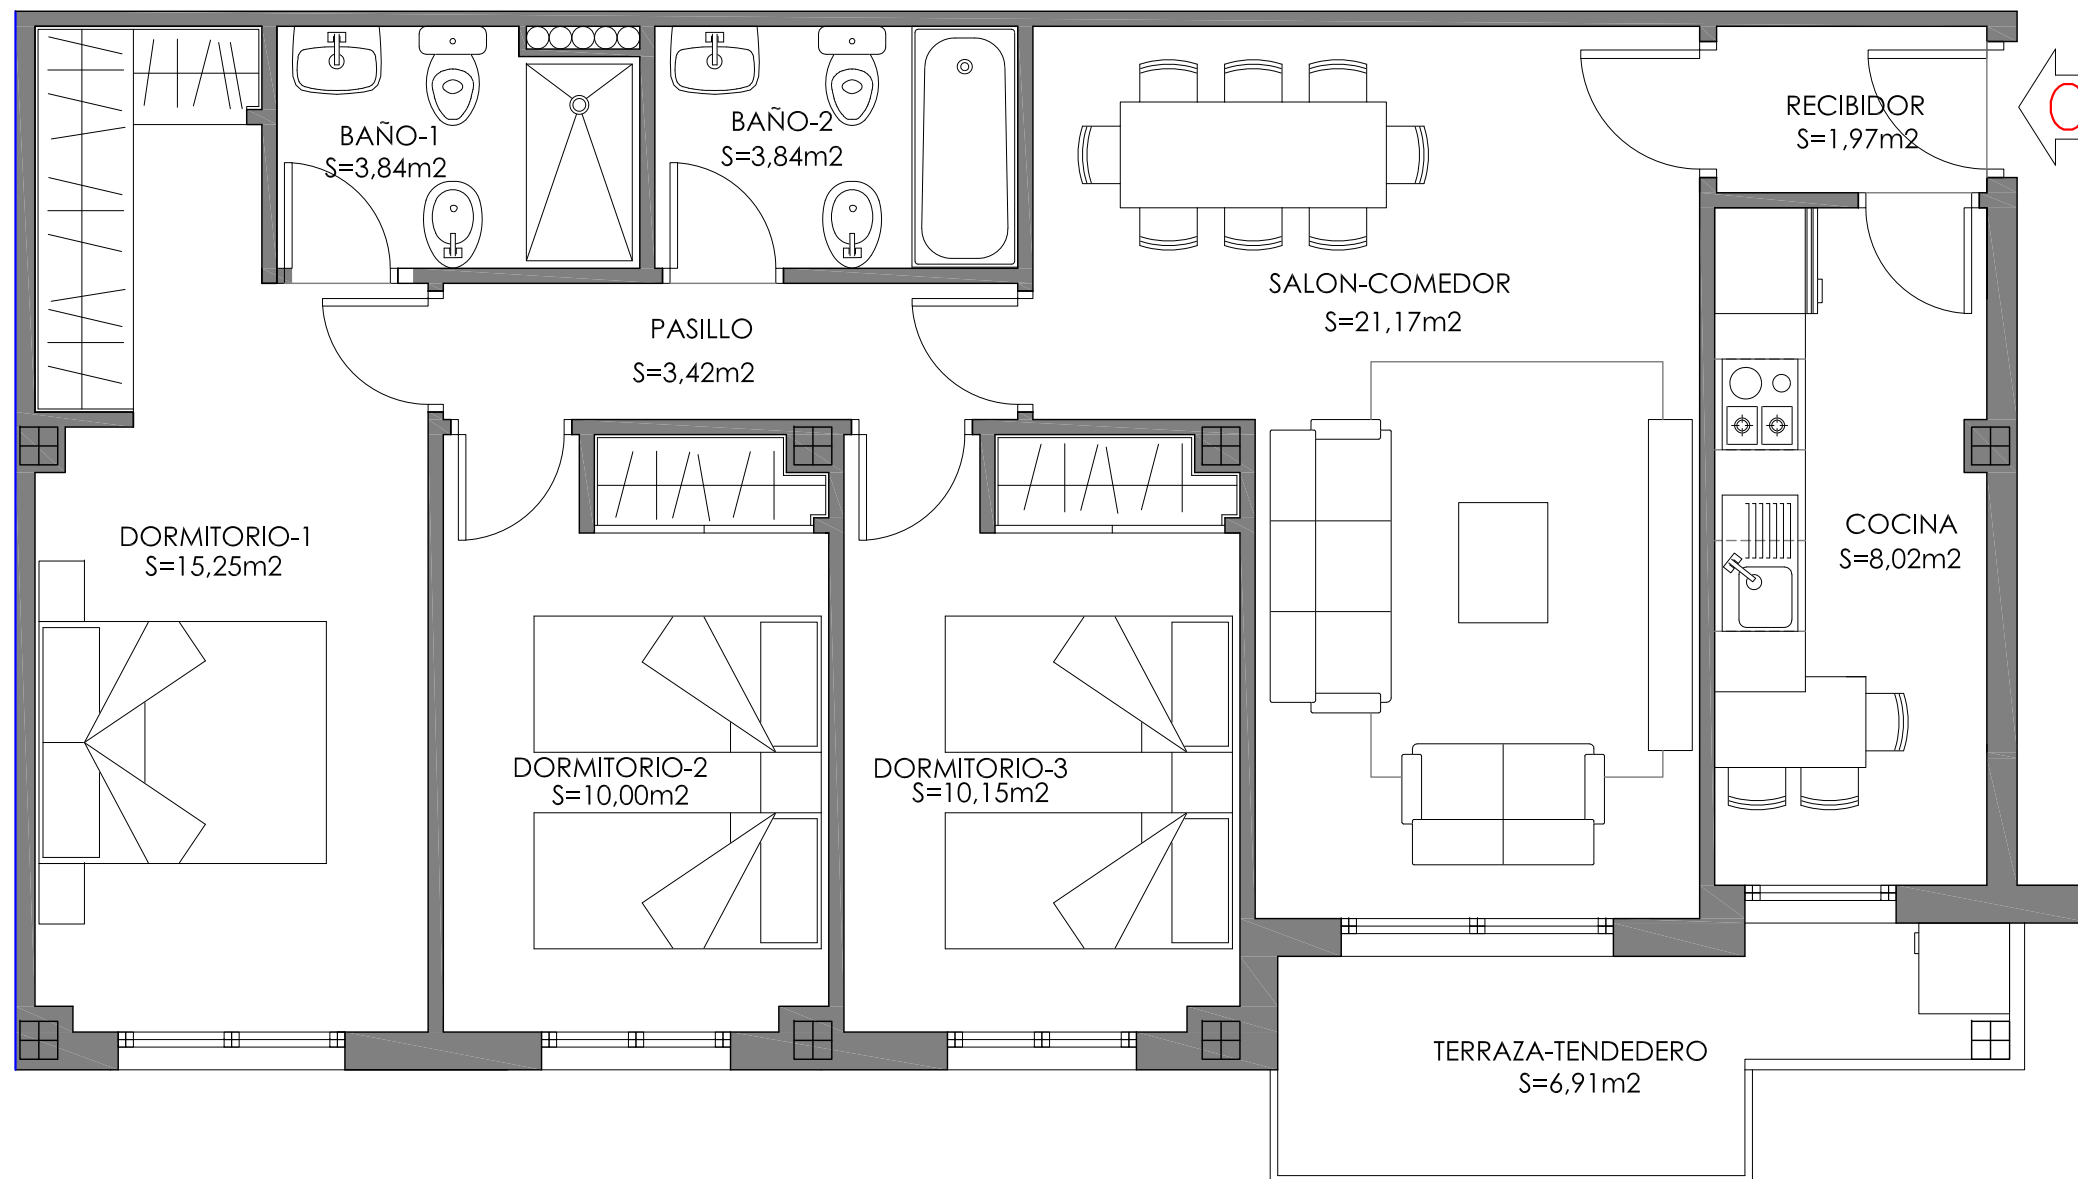 BAÑO-1
S=3,84m2
BAÑO-2
S=3,84m2
RECIBIDOR
S=1,97m2
SALON-COMEDOR
S=21,17m2
PASILLO
S=3,42m2
DORMITORIO-1
S=15,25m2
COCINA
S=8,02m2
DORMITORIO-2
S=10,00m2
DORMITORIO-3
S=10,15m2
TERRAZA-TENDEDERO
S=6,91m2